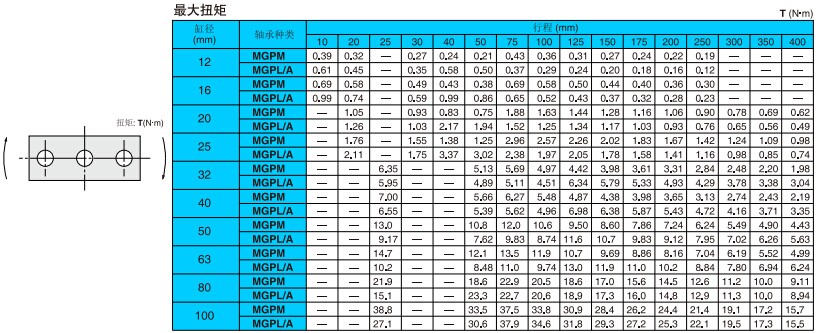 最大扭矩
T (N•m)
缸径 (mm) 轴承种类 行程 (mm)
10 20 25 30 40 50 75 100 125 150 175 200 250 300 350 400
12 MGPM 0.39 0.32 — 0.27 0.24 0.21 0.43 0.36 0.31 0.27 0.24 0.22 0.19 — — —
MGPL/A 0.61 0.45 — 0.35 0.58 0.50 0.37 0.29 0.24 0.20 0.18 0.16 0.12 — — —
16 MGPM 0.69 0.58 — 0.49 0.43 0.38 0.69 0.58 0.50 0.44 0.40 0.36 0.30 — — —
MGPL/A 0.99 0.74 — 0.59 0.99 0.86 0.65 0.52 0.43 0.37 0.32 0.28 0.23 — — —
20 MGPM — 1.05 — 0.93 0.83 0.75 1.88 1.63 1.44 1.28 1.16 1.06 0.90 0.78 0.69 0.62
MGPL/A — 1.26 — 1.03 2.17 1.94 1.52 1.25 1.34 1.17 1.03 0.93 0.76 0.65 0.56 0.49
25 MGPM — 1.76 — 1.55 1.38 1.25 2.96 2.57 2.26 2.02 1.83 1.67 1.42 1.24 1.09 0.98
MGPL/A — 2.11 — 1.75 3.37 3.02 2.38 1.97 2.05 1.78 1.58 1.41 1.16 0.98 0.85 0.74
32 MGPM — — 6.35 — — 5.13 5.69 4.97 4.42 3.98 3.61 3.31 2.84 2.48 2.20 1.98
MGPL/A — — 5.95 — — 4.89 5.11 4.51 6.34 5.79 5.33 4.93 4.29 3.78 3.38 3.04
40 MGPM — — 7.00 — — 5.66 6.27 5.48 4.87 4.38 3.98 3.65 3.13 2.74 2.43 2.19
MGPL/A — — 6.55 — — 5.39 5.62 4.96 6.98 6.38 5.87 5.43 4.72 4.16 3.71 3.35
50 MGPM — — 13.0 — — 10.8 12.0 10.6 9.50 8.60 7.86 7.24 6.24 5.49 4.90 4.43
MGPL/A — — 9.17 — — 7.62 9.83 8.74 11.6 10.7 9.83 9.12 7.95 7.02 6.26 5.63
63 MGPM — — 14.7 — — 12.1 13.5 11.9 10.7 9.69 8.86 8.16 7.04 6.19 5.52 4.99
MGPL/A — — 10.2 — — 8.48 11.0 9.74 13.0 11.9 11.0 10.2 8.84 7.80 6.94 6.24
80 MGPM — — 21.9 — — 18.6 22.9 20.5 18.6 17.0 15.6 14.5 12.6 11.2 10.0 9.11
MGPL/A — — 15.1 — — 23.3 22.7 20.6 18.9 17.3 16.0 14.8 12.9 11.3 10.0 8.94
100 MGPM — — 38.8 — — 33.5 37.5 33.8 30.9 28.4 26.2 24.4 21.4 19.1 17.2 15.7
MGPL/A — — 27.1 — — 30.6 37.9 34.6 31.8 29.3 27.2 25.3 22.1 19.5 17.3 15.5
扭矩: T(N•m)